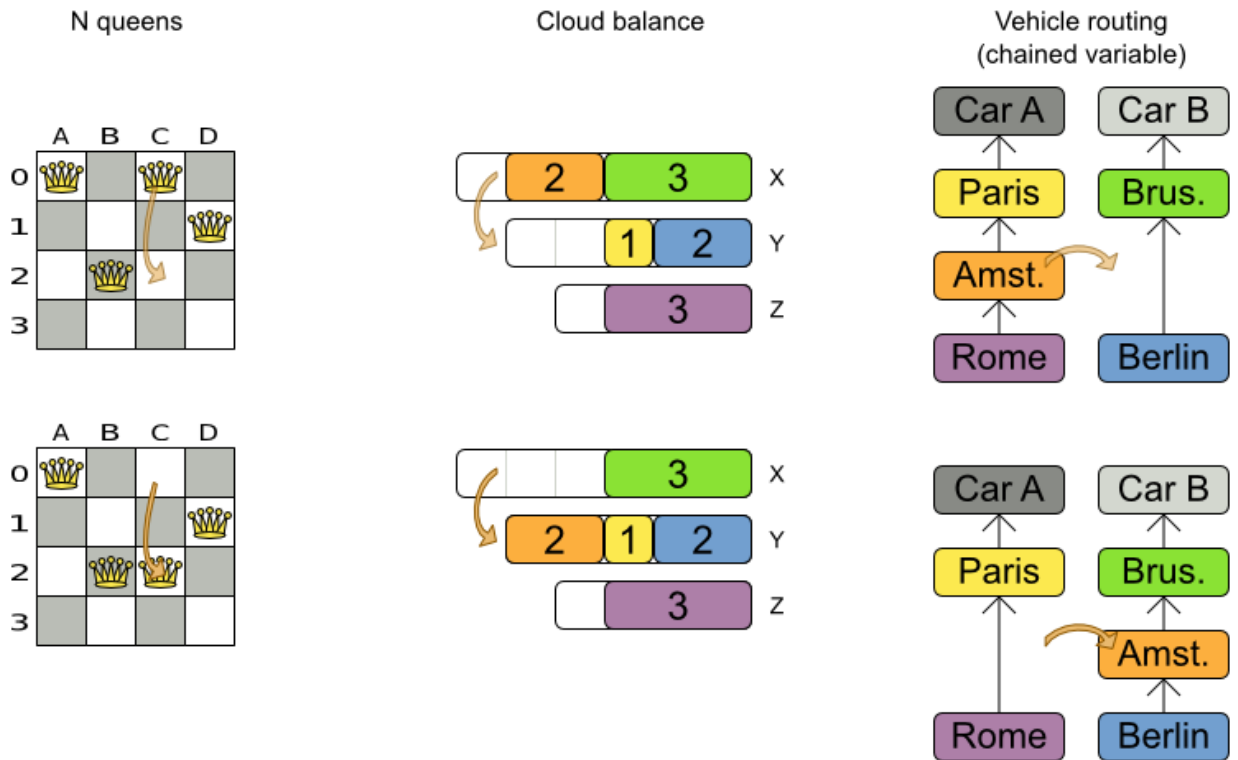 N queens
Cloud balance
Vehicle routing
(chained variable)
A B C D
0
1
2
3
2 3 X
1 2 Y
3 Z
Car A Car B
Paris Brus.
Amst.
Rome Berlin
A B C D
0
1
2
3
3 X
2 1 2 Y
3 Z
Car A Car B
Paris Brus.
Amst.
Rome Berlin